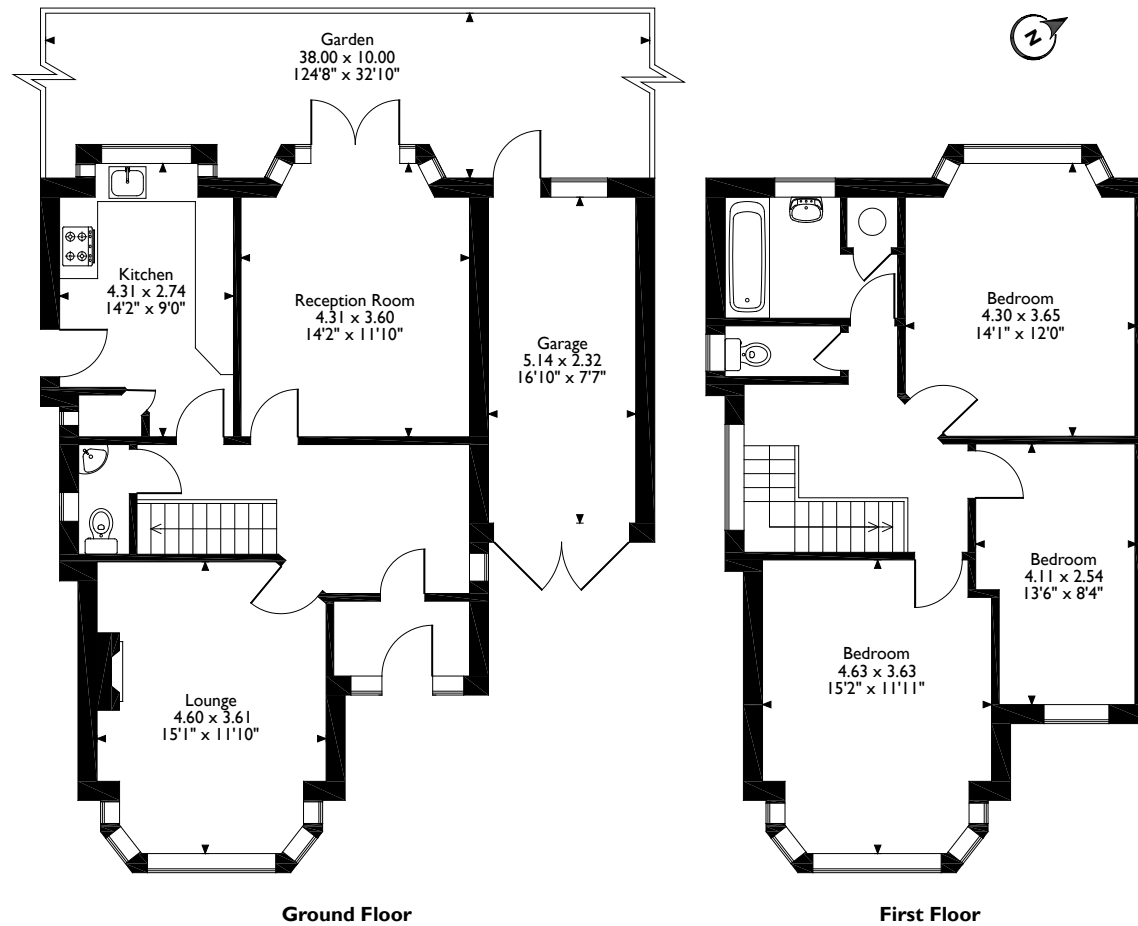 Garden
38.00 x 10.00
124'8" x 32'10"
N
Kitchen
4.31 x 2.74
14'2" x 9'0"
Reception Room
4.31 x 3.60
14'2" x 11'10"
Garage
5.14 x 2.32
16'10" x 7'7"
Bedroom
4.30 x 3.65
14'1" x 12'0"
Bedroom
4.11 x 2.54
13'6" x 8'4"
Lounge
4.60 x 3.61
15'1" x 11'10"
Bedroom
4.63 x 3.63
15'2" x 11'11"
Ground Floor
First Floor